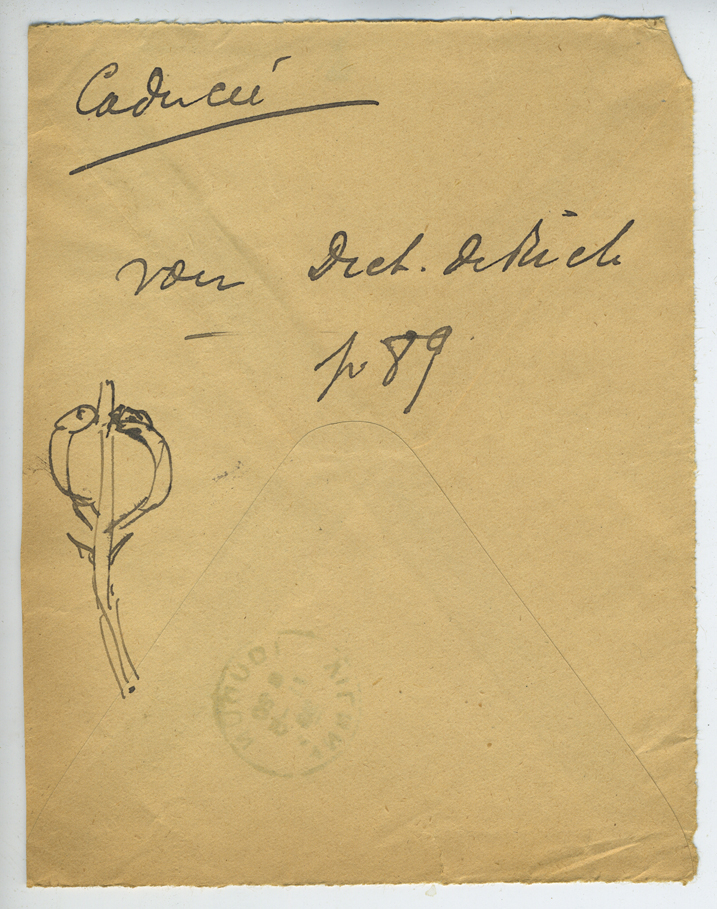 Caducée
voir Dict. de Rich
p 89